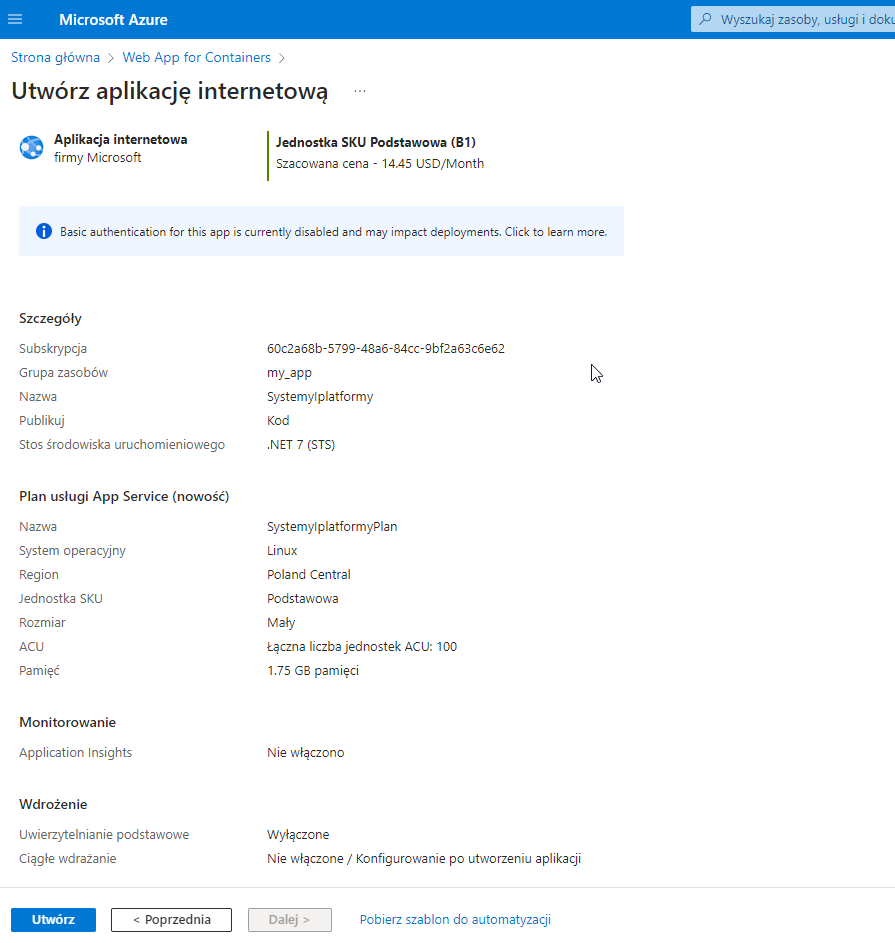 Microsoft Azure
Wyszukaj zasoby, usługi i doku
Strona główna > Web App for Containers >
Utwórz aplikację internetową ...
Aplikacja internetowa
firmy Microsoft
Jednostka SKU Podstawowa (B1)
Szacowana cena - 14.45 USD/Month
Basic authentication for this app is currently disabled and may impact deployments. Click to learn more.
Szczegóły
Subskrypcja 60c2a68b-5799-48a6-84cc-9bf2a63c6e62
Grupa zasobów my_app
Nazwa SystemyIplatformy
Publikuj Kod
Stos środowiska uruchomieniowego .NET 7 (STS)
Plan usługi App Service (nowość)
Nazwa SystemyIplatformyPlan
System operacyjny Linux
Region Poland Central
Jednostka SKU Podstawowa
Rozmiar Mały
ACU Łączna liczba jednostek ACU: 100
Pamięć 1.75 GB pamięci
Monitorowanie
Application Insights Nie włączono
Wdrożenie
Uwierzytelnianie podstawowe Wyłączone
Ciągłe wdrażanie Nie włączone / Konfigurowanie po utworzeniu aplikacji
Utwórz < Poprzednia Dalej > Pobierz szablon do automatyzacji